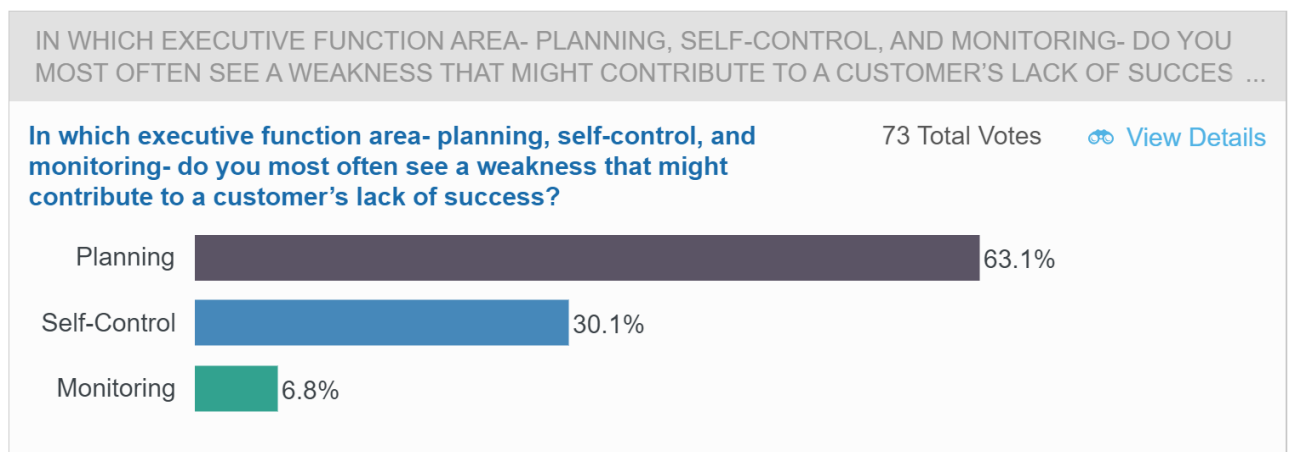 IN WHICH EXECUTIVE FUNCTION AREA- PLANNING, SELF-CONTROL, AND MONITORING- DO YOU
MOST OFTEN SEE A WEAKNESS THAT MIGHT CONTRIBUTE TO A CUSTOMER'S LACK OF SUCCES ...
In which executive function area- planning, self-control, and
monitoring- do you most often see a weakness that might
contribute to a customer’s lack of success?
73 Total Votes
View Details
Planning 63.1%
Self-Control 30.1%
Monitoring 6.8%